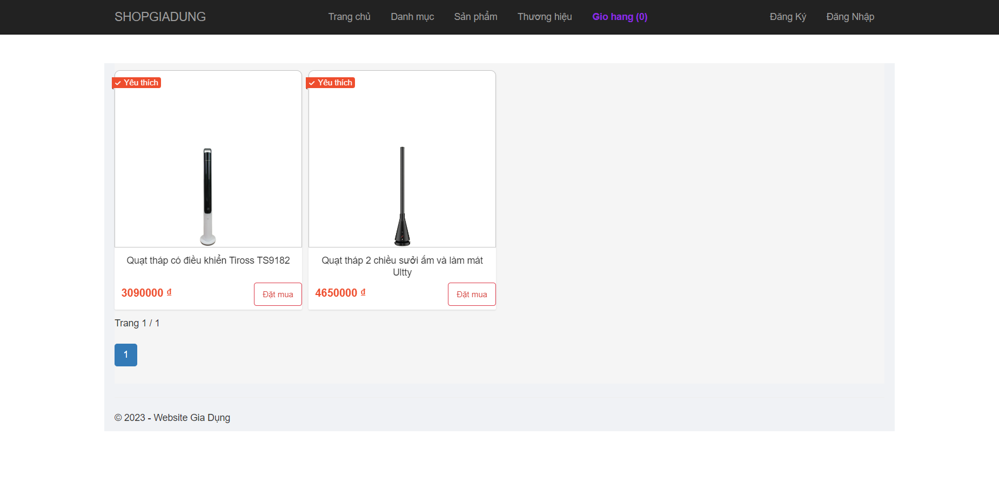 SHOPGIADUNG
Trang chủ
Danh mục
Sản phẩm
Thương hiệu
Gio hang (0)
Đăng Ký
Đăng Nhập
Yêu thích
Yêu thích
Quạt tháp có điều khiển Tiross TS9182
3090000 ₫
Đặt mua
Quạt tháp 2 chiều sưởi ấm và làm mát
Ultty
4650000 ₫
Đặt mua
Trang 1 / 1
1
© 2023 - Website Gia Dụng